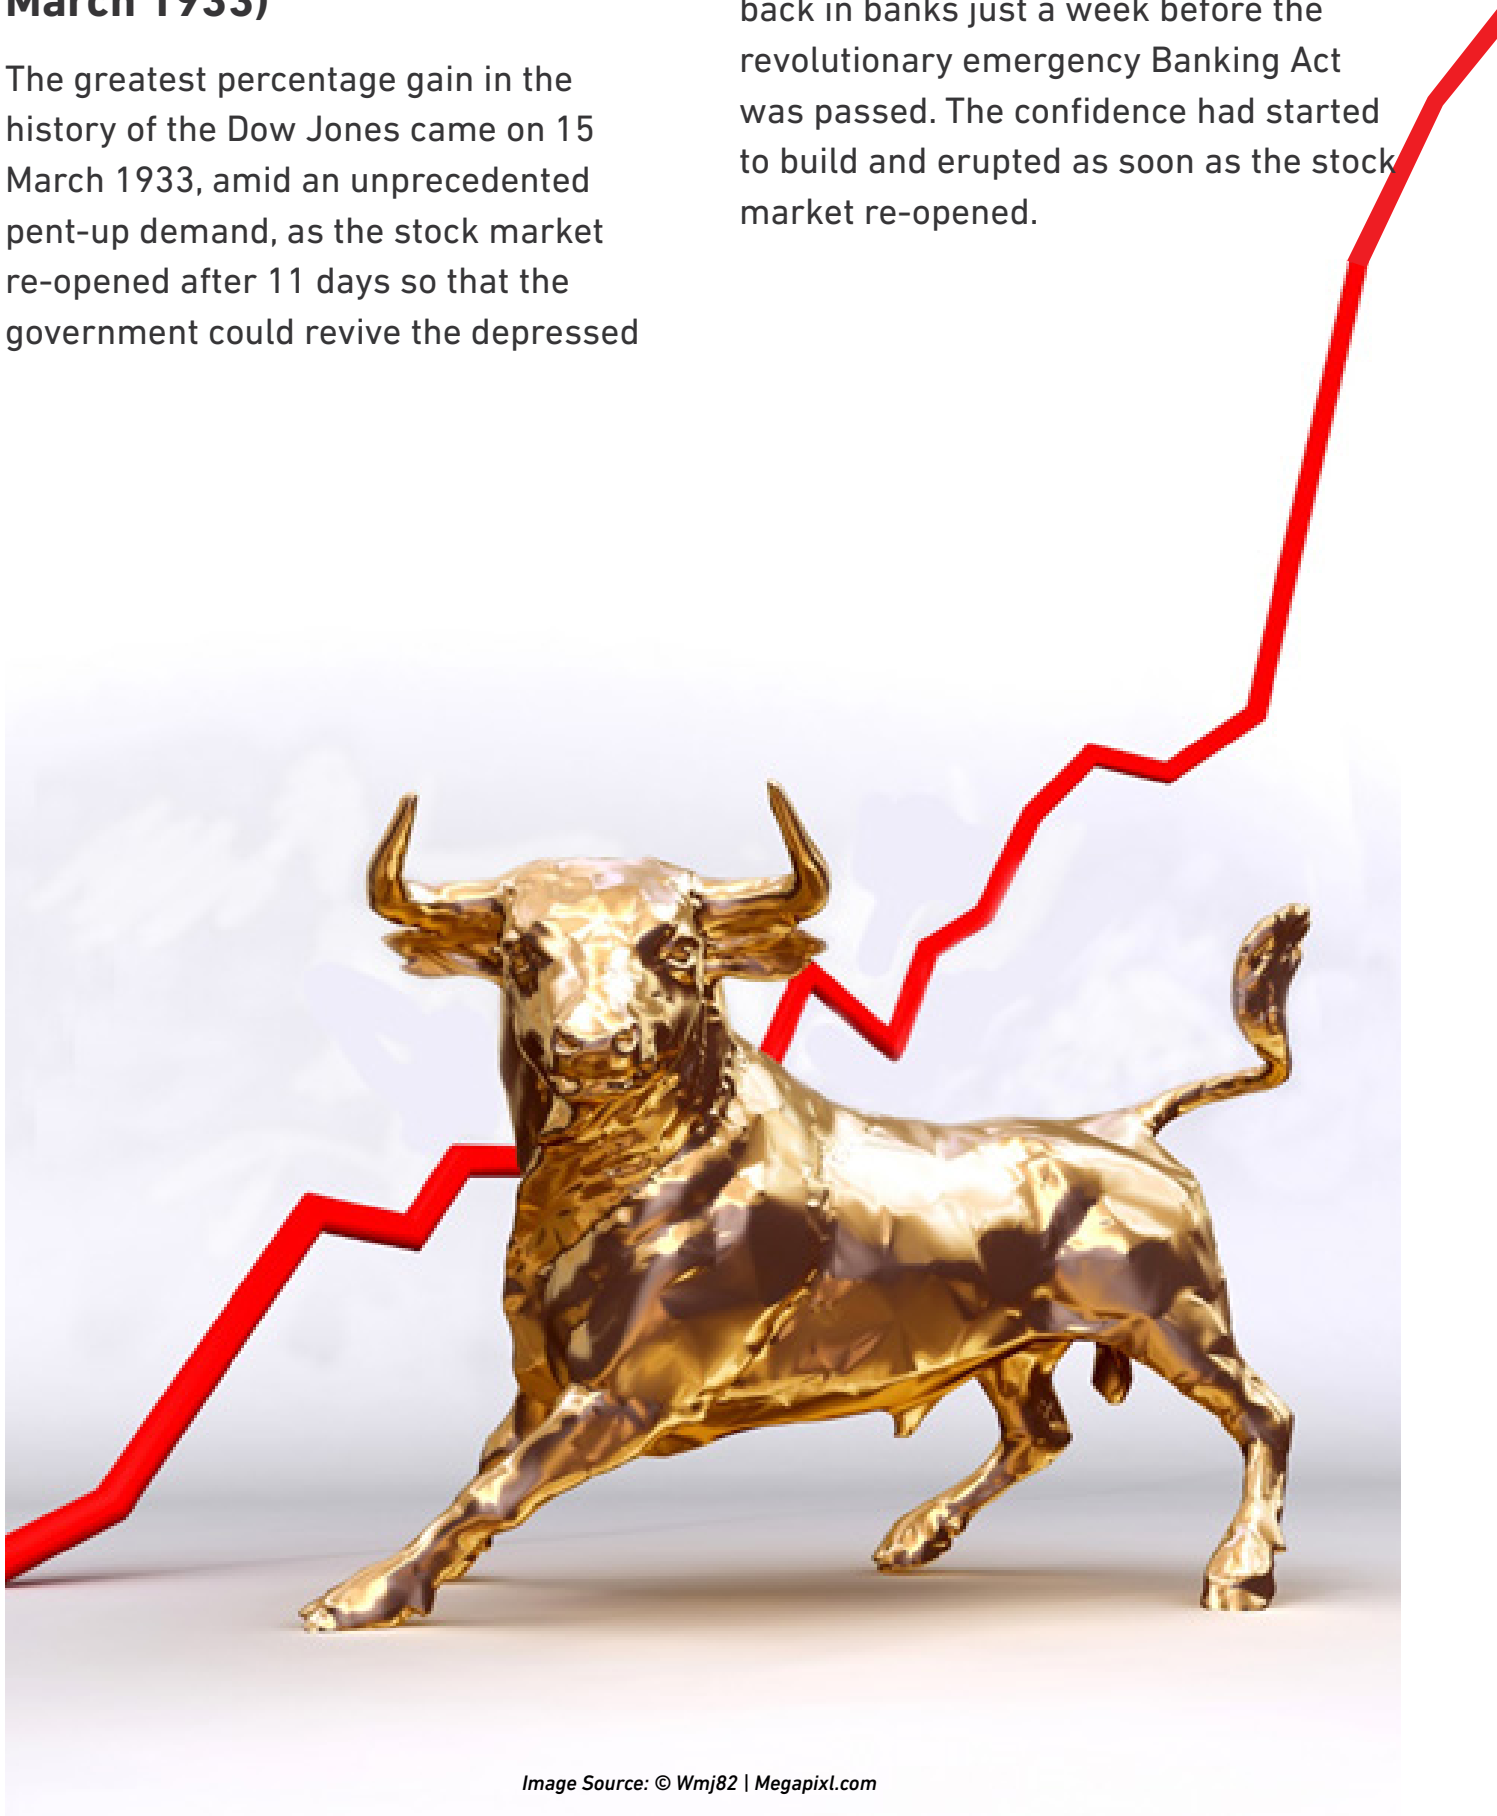 March 1933)
The greatest percentage gain in the
history of the Dow Jones came on 15
March 1933, amid an unprecedented
pent-up demand, as the stock market
re-opened after 11 days so that the
government could revive the depressed
back in banks just a week before the
revolutionary emergency Banking Act
was passed. The confidence had started
to build and erupted as soon as the stock
market re-opened.
Image Source: © Wmj82 | Megapixl.com